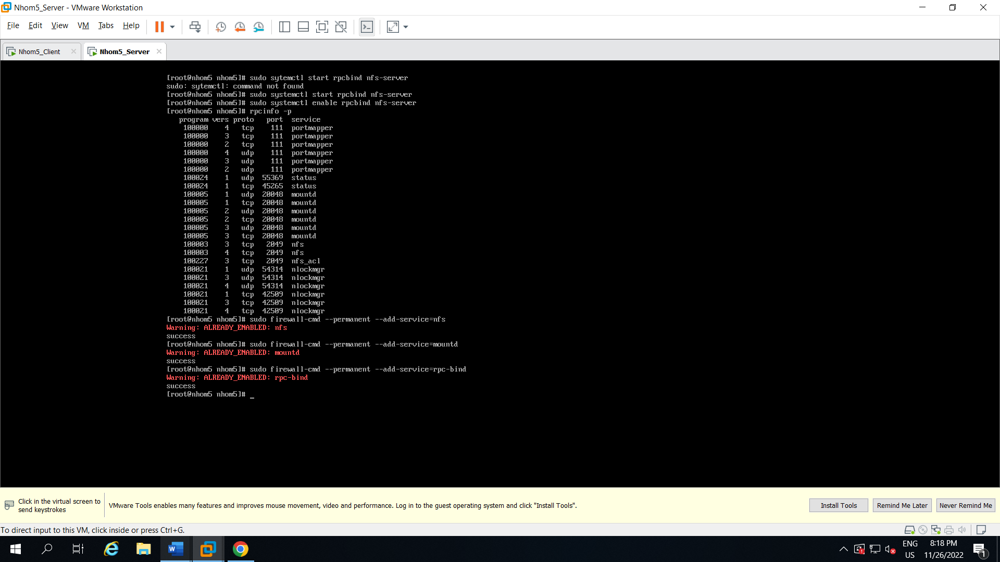 Nhom5_Server - VMware Workstation
File Edit View VM Tabs Help
Nhom5_Client Nhom5_Server
[root@nhom5 nhom5]# sudo sytemctl start rpcbind nfs-server
sudo: sytemctl: command not found
[root@nhom5 nhom5]# sudo systemctl start rpcbind nfs-server
[root@nhom5 nhom5]# sudo systemctl enable rpcbind nfs-server
[root@nhom5 nhom5]# rpcinfo -p
program vers proto port service
100000 4 tcp 111 portmapper
100000 3 tcp 111 portmapper
100000 2 tcp 111 portmapper
100000 4 udp 111 portmapper
100000 3 udp 111 portmapper
100000 2 udp 111 portmapper
100024 1 udp 55369 status
100024 1 tcp 45265 status
100005 1 udp 20048 mountd
100005 1 tcp 20048 mountd
100005 2 udp 20048 mountd
100005 2 tcp 20048 mountd
100005 3 udp 20048 mountd
100005 3 tcp 20048 mountd
100003 3 tcp 2049 nfs
100003 4 tcp 2049 nfs
100227 3 tcp 2049 nfs_acl
100021 1 udp 54314 nlockmgr
100021 3 udp 54314 nlockmgr
100021 4 udp 54314 nlockmgr
100021 1 tcp 42509 nlockmgr
100021 3 tcp 42509 nlockmgr
100021 4 tcp 42509 nlockmgr
[root@nhom5 nhom5]# sudo firewall-cmd --permanent --add-service=nfs
Warning: ALREADY_ENABLED: nfs
success
[root@nhom5 nhom5]# sudo firewall-cmd --permanent --add-service=mountd
Warning: ALREADY_ENABLED: mountd
success
[root@nhom5 nhom5]# sudo firewall-cmd --permanent --add-service=rpc-bind
Warning: ALREADY_ENABLED: rpc-bind
success
[root@nhom5 nhom5]# _
Click in the virtual screen to
send keystrokes
VMware Tools enables many features and improves mouse movement, video and performance. Log in to the guest operating system and click "Install Tools".
Install Tools Remind Me Later Never Remind Me
To direct input to this VM, click inside or press Ctrl+G.
ENG
US
8:18 PM
11/26/2022
1